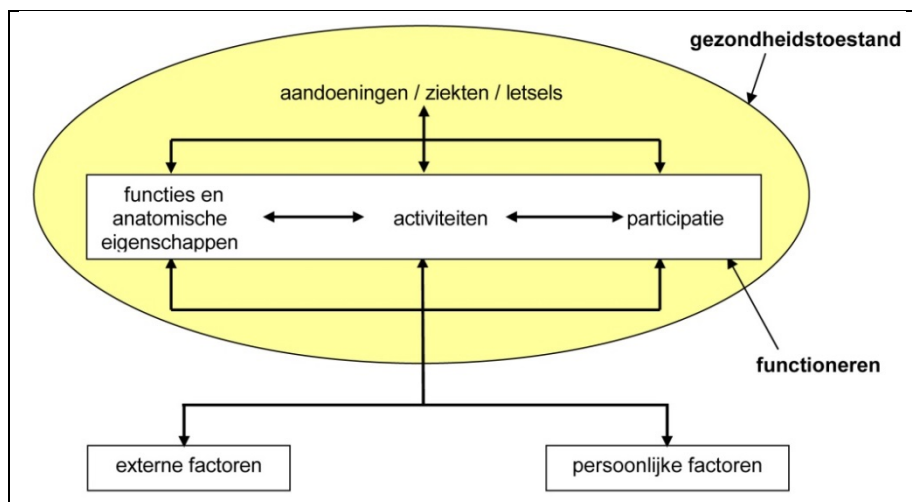 gezondheidstoestand
aandoeningen / ziekten / letsels
functies en
anatomische
eigenschappen
activiteiten
participatie
functioneren
externe factoren
persoonlijke factoren